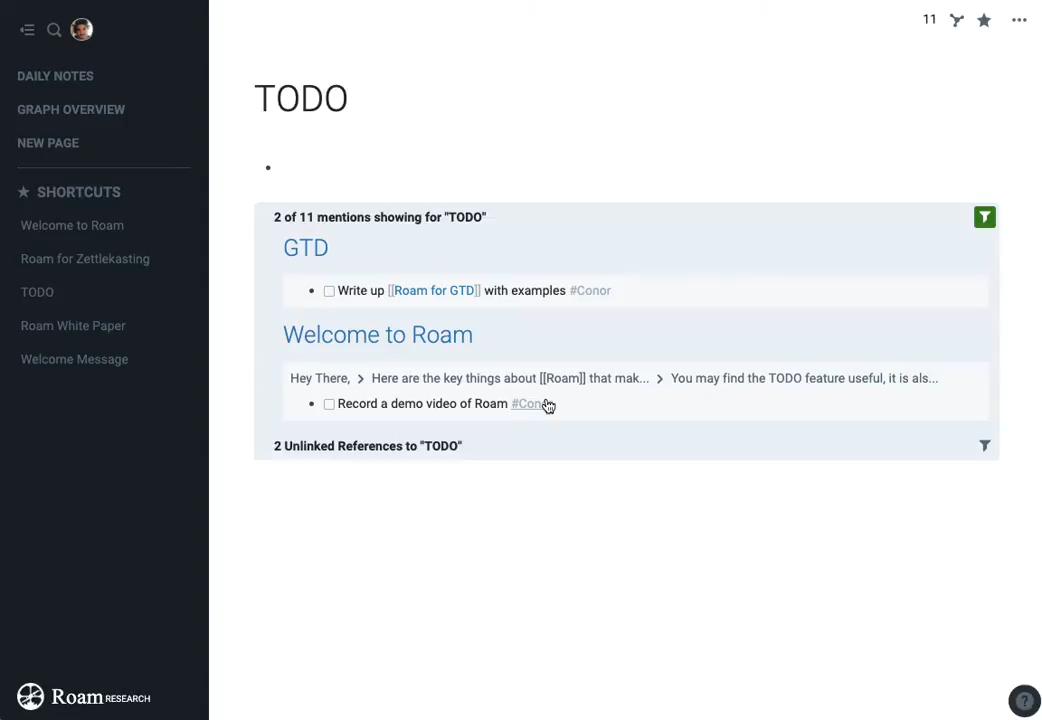 11
DAILY NOTES
GRAPH OVERVIEW
NEW PAGE
SHORTCUTS
Welcome to Roam
Roam for Zettlekasting
TODO
Roam White Paper
Welcome Message
Roam RESEARCH
TODO
2 of 11 mentions showing for "TODO"
GTD
Write up [[Roam for GTD]] with examples #Conor
Welcome to Roam
Hey There, > Here are the key things about [[Roam]] that mak... > You may find the TODO feature useful, it is als...
Record a demo video of Roam #Con
2 Unlinked References to "TODO"
?